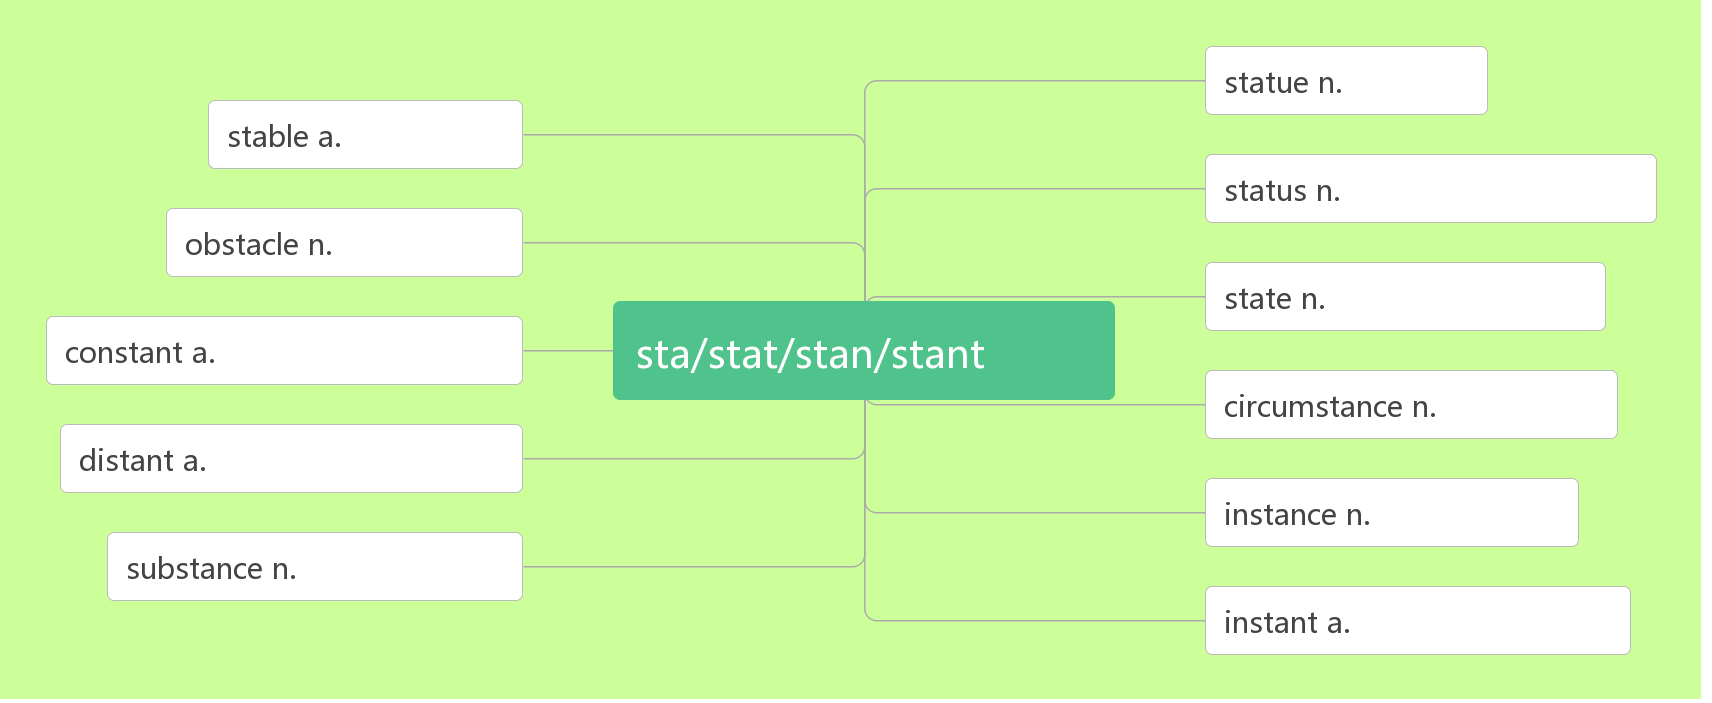 stable a.
obstacle n.
constant a.
distant a.
substance n.
sta/stat/stan/stant
statue n.
status n.
state n.
circumstance n.
instance n.
instant a.